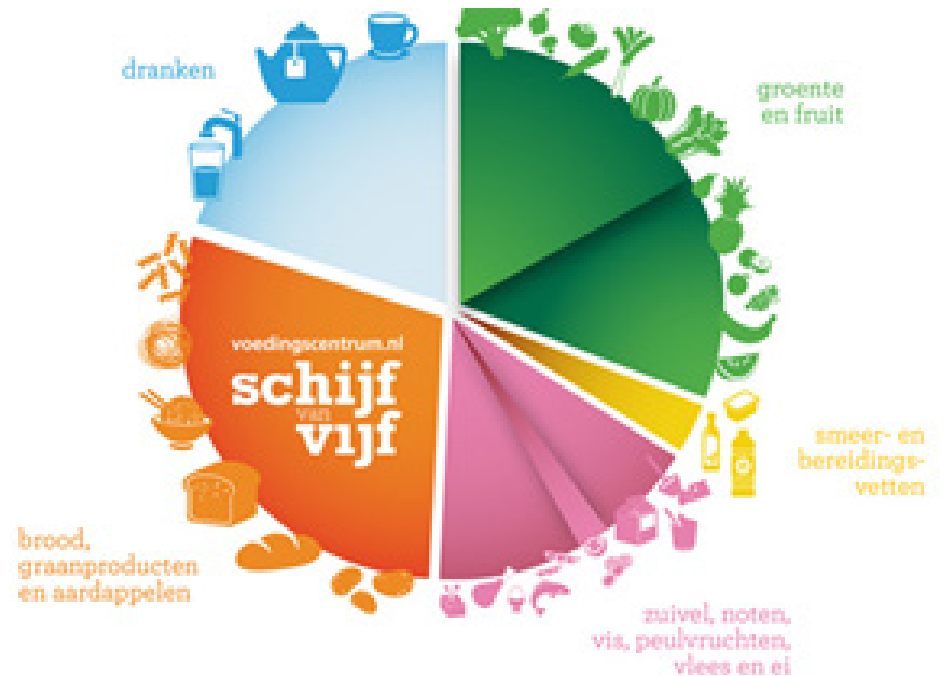 dranken
groente
en fruit
voedingscentrum.nl
schijf
van
vijf
smeer- en
bereidings-
vetten
brood,
graanproducten
en aardappelen
zuivel, noten,
vis, peulvruchten,
vlees en ei